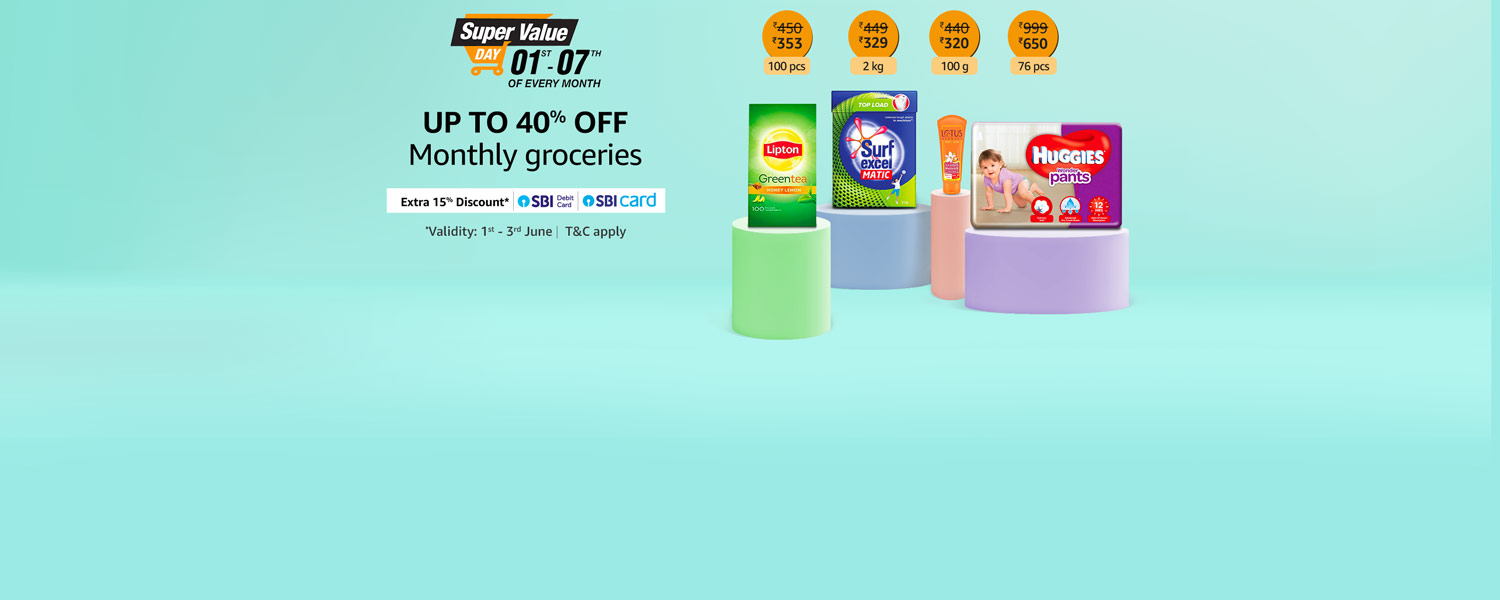 Super Value
DAY
01ST - 07TH
OF EVERY MONTH
UP TO 40% OFF
Monthly groceries
Extra 15% Discount* | SBI Debit Card | SBI card
*Validity: 1st - 3rd June | T&C apply
₹450
₹353
100 pcs
₹449
₹329
2 kg
₹440
₹320
100 g
₹999
₹650
76 pcs
Lipton
Green tea
HONEY LEMON
100
TOP LOAD
Surf
excel
MATIC
LOTUS
HUGGIES
Wonder
pants
12